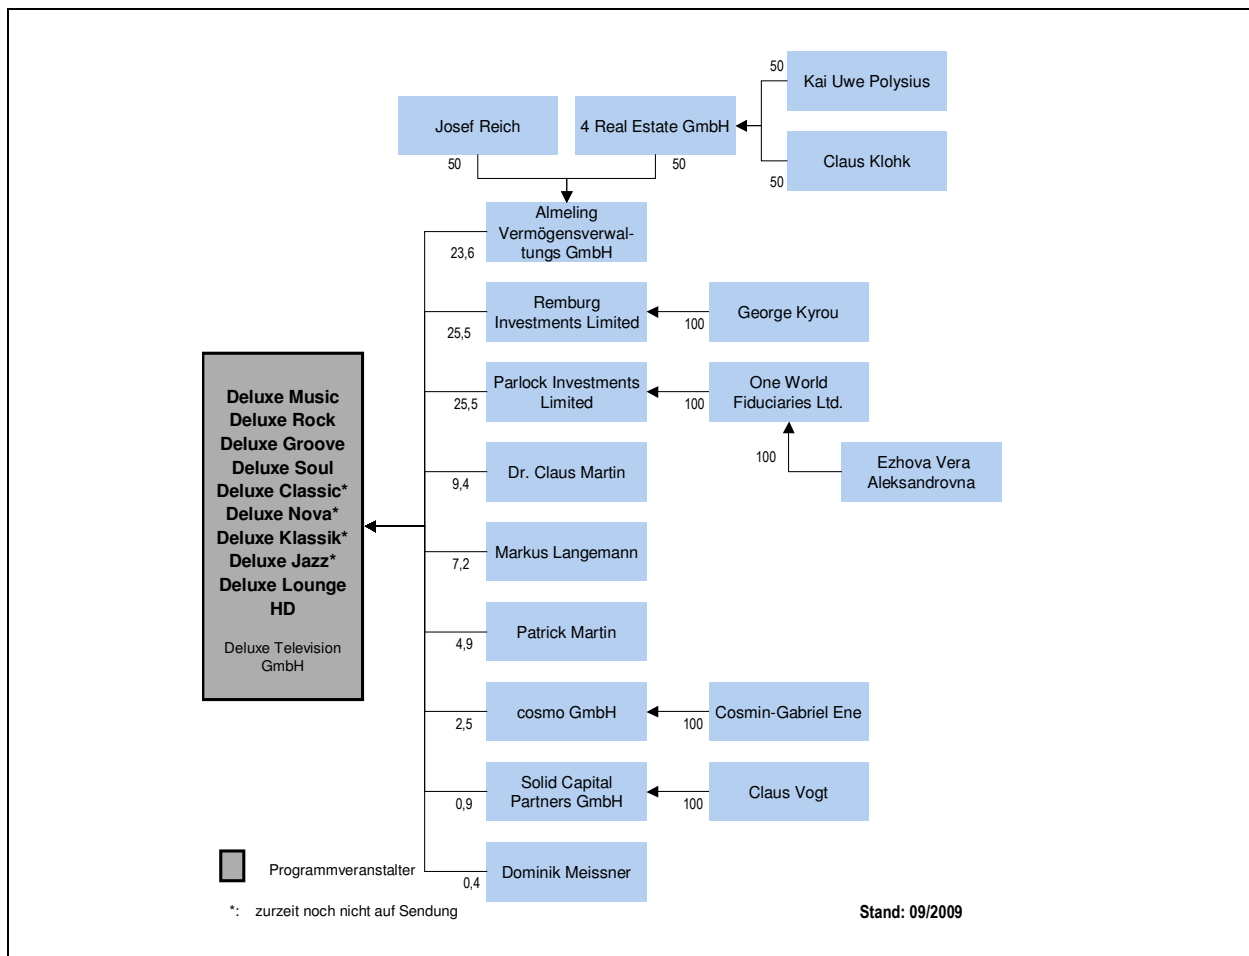 50
Kai Uwe Polysius
Josef Reich
4 Real Estate GmbH
Claus Klohk
50
50
50
Almeling
Vermögensverwal-
tungs GmbH
23,6
Remburg
Investments Limited
George Kyrou
25,5
100
Parlock Investments
Limited
One World
Fiduciaries Ltd.
25,5
100
Deluxe Music
Deluxe Rock
Deluxe Groove
Deluxe Soul
Deluxe Classic*
Deluxe Nova*
Deluxe Klassik*
Deluxe Jazz*
Deluxe Lounge
HD
Deluxe Television
GmbH
100
Ezhova Vera
Aleksandrovna
Dr. Claus Martin
9,4
Markus Langemann
7,2
Patrick Martin
4,9
cosmo GmbH
Cosmin-Gabriel Ene
2,5
100
Solid Capital
Partners GmbH
Claus Vogt
0,9
100
Dominik Meissner
0,4
Programmveranstalter
*: zurzeit noch nicht auf Sendung
Stand: 09/2009